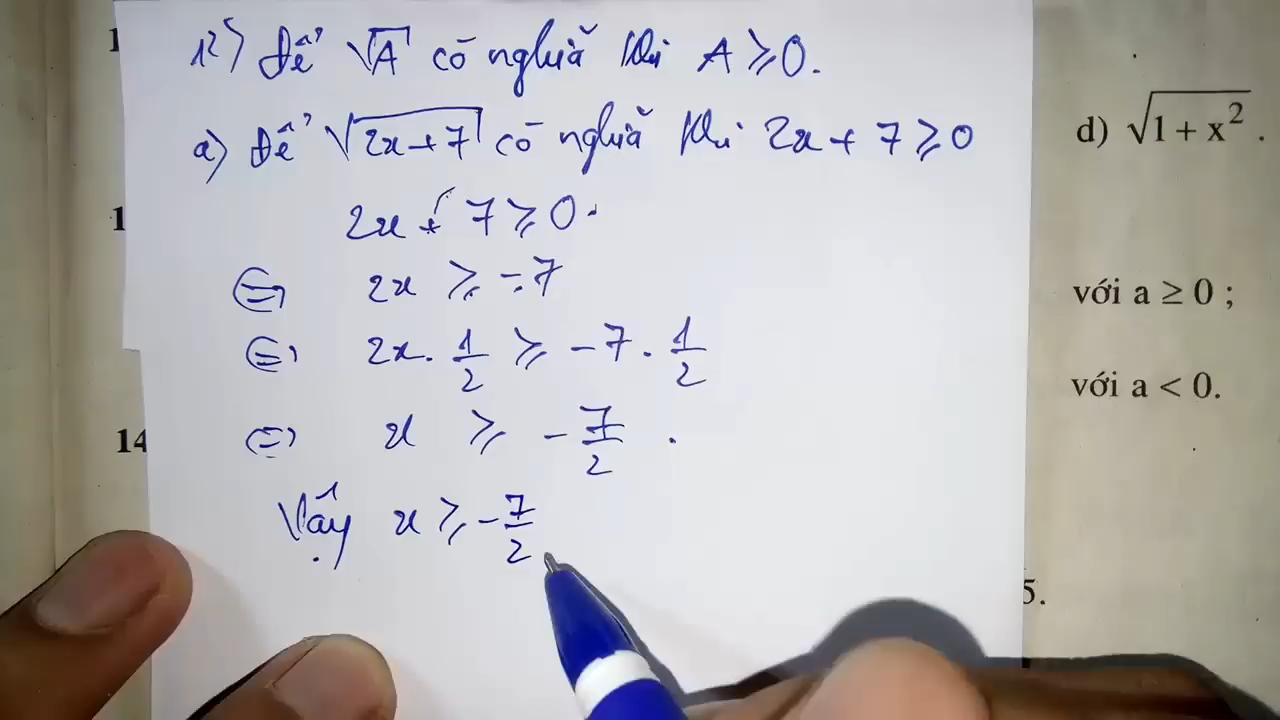 12) Để √A có nghĩa khi A ≥ 0.
a) Để √2x + 7 có nghĩa khi 2x + 7 ≥ 0
2x + 7 ≥ 0.
⇔ 2x ≥ -7
⇔ 2x . 1/2 ≥ -7 . 1/2
⇔ x ≥ -7/2 .
Vậy x ≥ -7/2
14
d) √1 + x² .
với a ≥ 0 ;
với a < 0.
5.